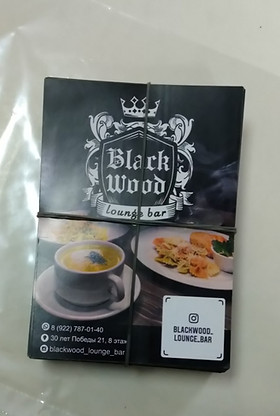 Black
Wood
lounge bar
8 (922) 787-01-40
30 лет Победы 21, 8 этаж
blackwood_lounge_bar
BLACKWOOD_
LOUNGE_BAR